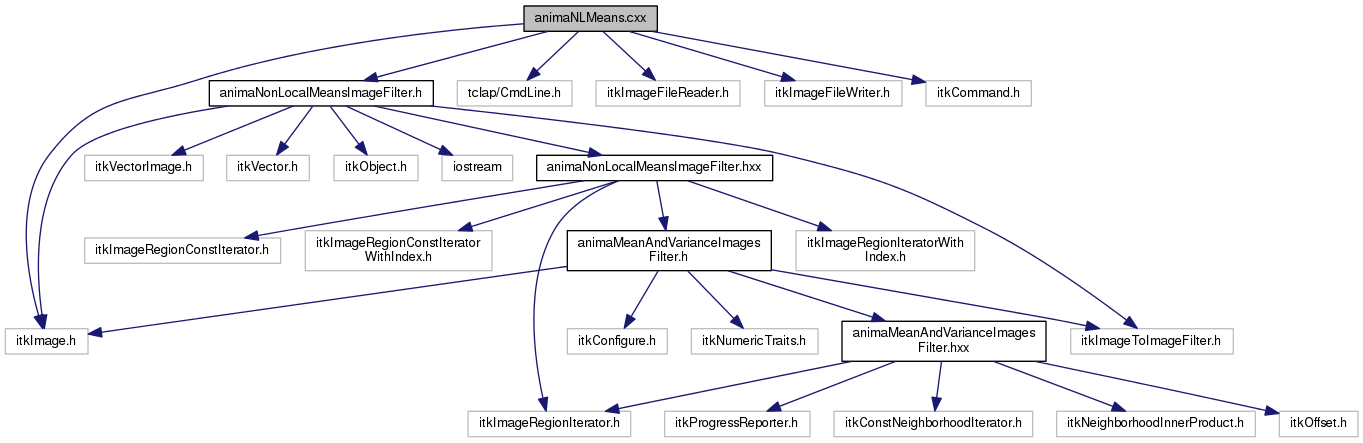 animaNLMeans.cxx
animaNonLocalMeansImageFilter.h
tclap/CmdLine.h
itkImageFileReader.h
itkImageFileWriter.h
itkCommand.h
itkVectorImage.h
itkVector.h
itkObject.h
iostream
animaNonLocalMeansImageFilter.hxx
itkImageRegionConstIterator.h
itkImageRegionConstIterator
WithIndex.h
animaMeanAndVarianceImages
Filter.h
itkImageRegionIteratorWith
Index.h
itkImage.h
itkConfigure.h
itkNumericTraits.h
animaMeanAndVarianceImages
Filter.hxx
itkImageToImageFilter.h
itkImageRegionIterator.h
itkProgressReporter.h
itkConstNeighborhoodIterator.h
itkNeighborhoodInnerProduct.h
itkOffset.h